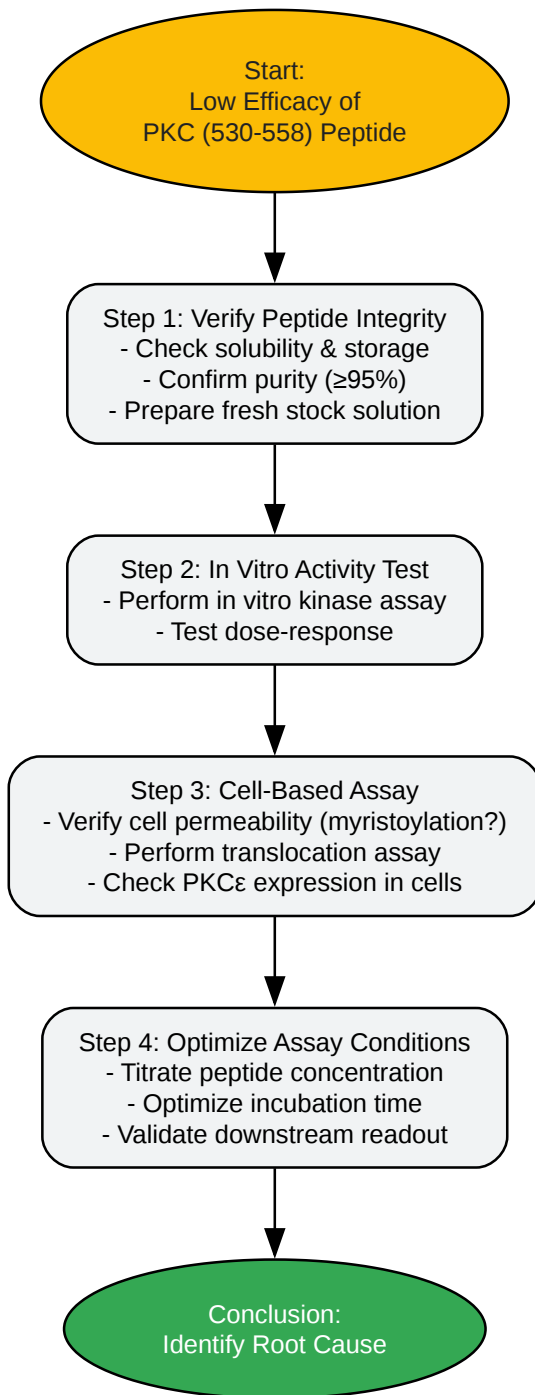 Start:
Low Efficacy of
PKC (530-558) Peptide
Step 1: Verify Peptide Integrity
- Check solubility & storage
- Confirm purity (≥95%)
- Prepare fresh stock solution
Step 2: In Vitro Activity Test
- Perform in vitro kinase assay
- Test dose-response
Step 3: Cell-Based Assay
- Verify cell permeability (myristoylation?)
- Perform translocation assay
- Check PKCε expression in cells
Step 4: Optimize Assay Conditions
- Titrate peptide concentration
- Optimize incubation time
- Validate downstream readout
Conclusion:
Identify Root Cause